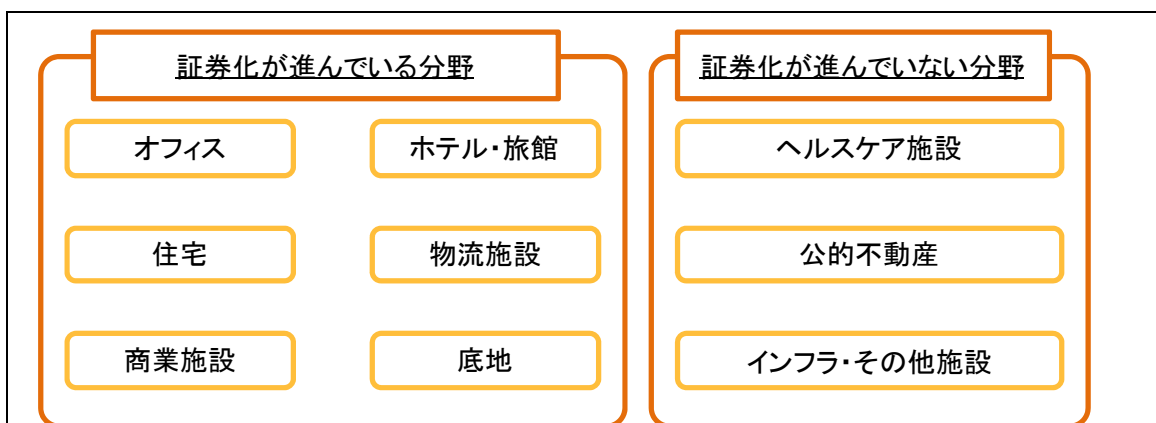 証券化が進んでいる分野
オフィス
ホテル・旅館
住宅
物流施設
商業施設
底地
証券化が進んでいない分野
ヘルスケア施設
公的不動産
インフラ・その他施設